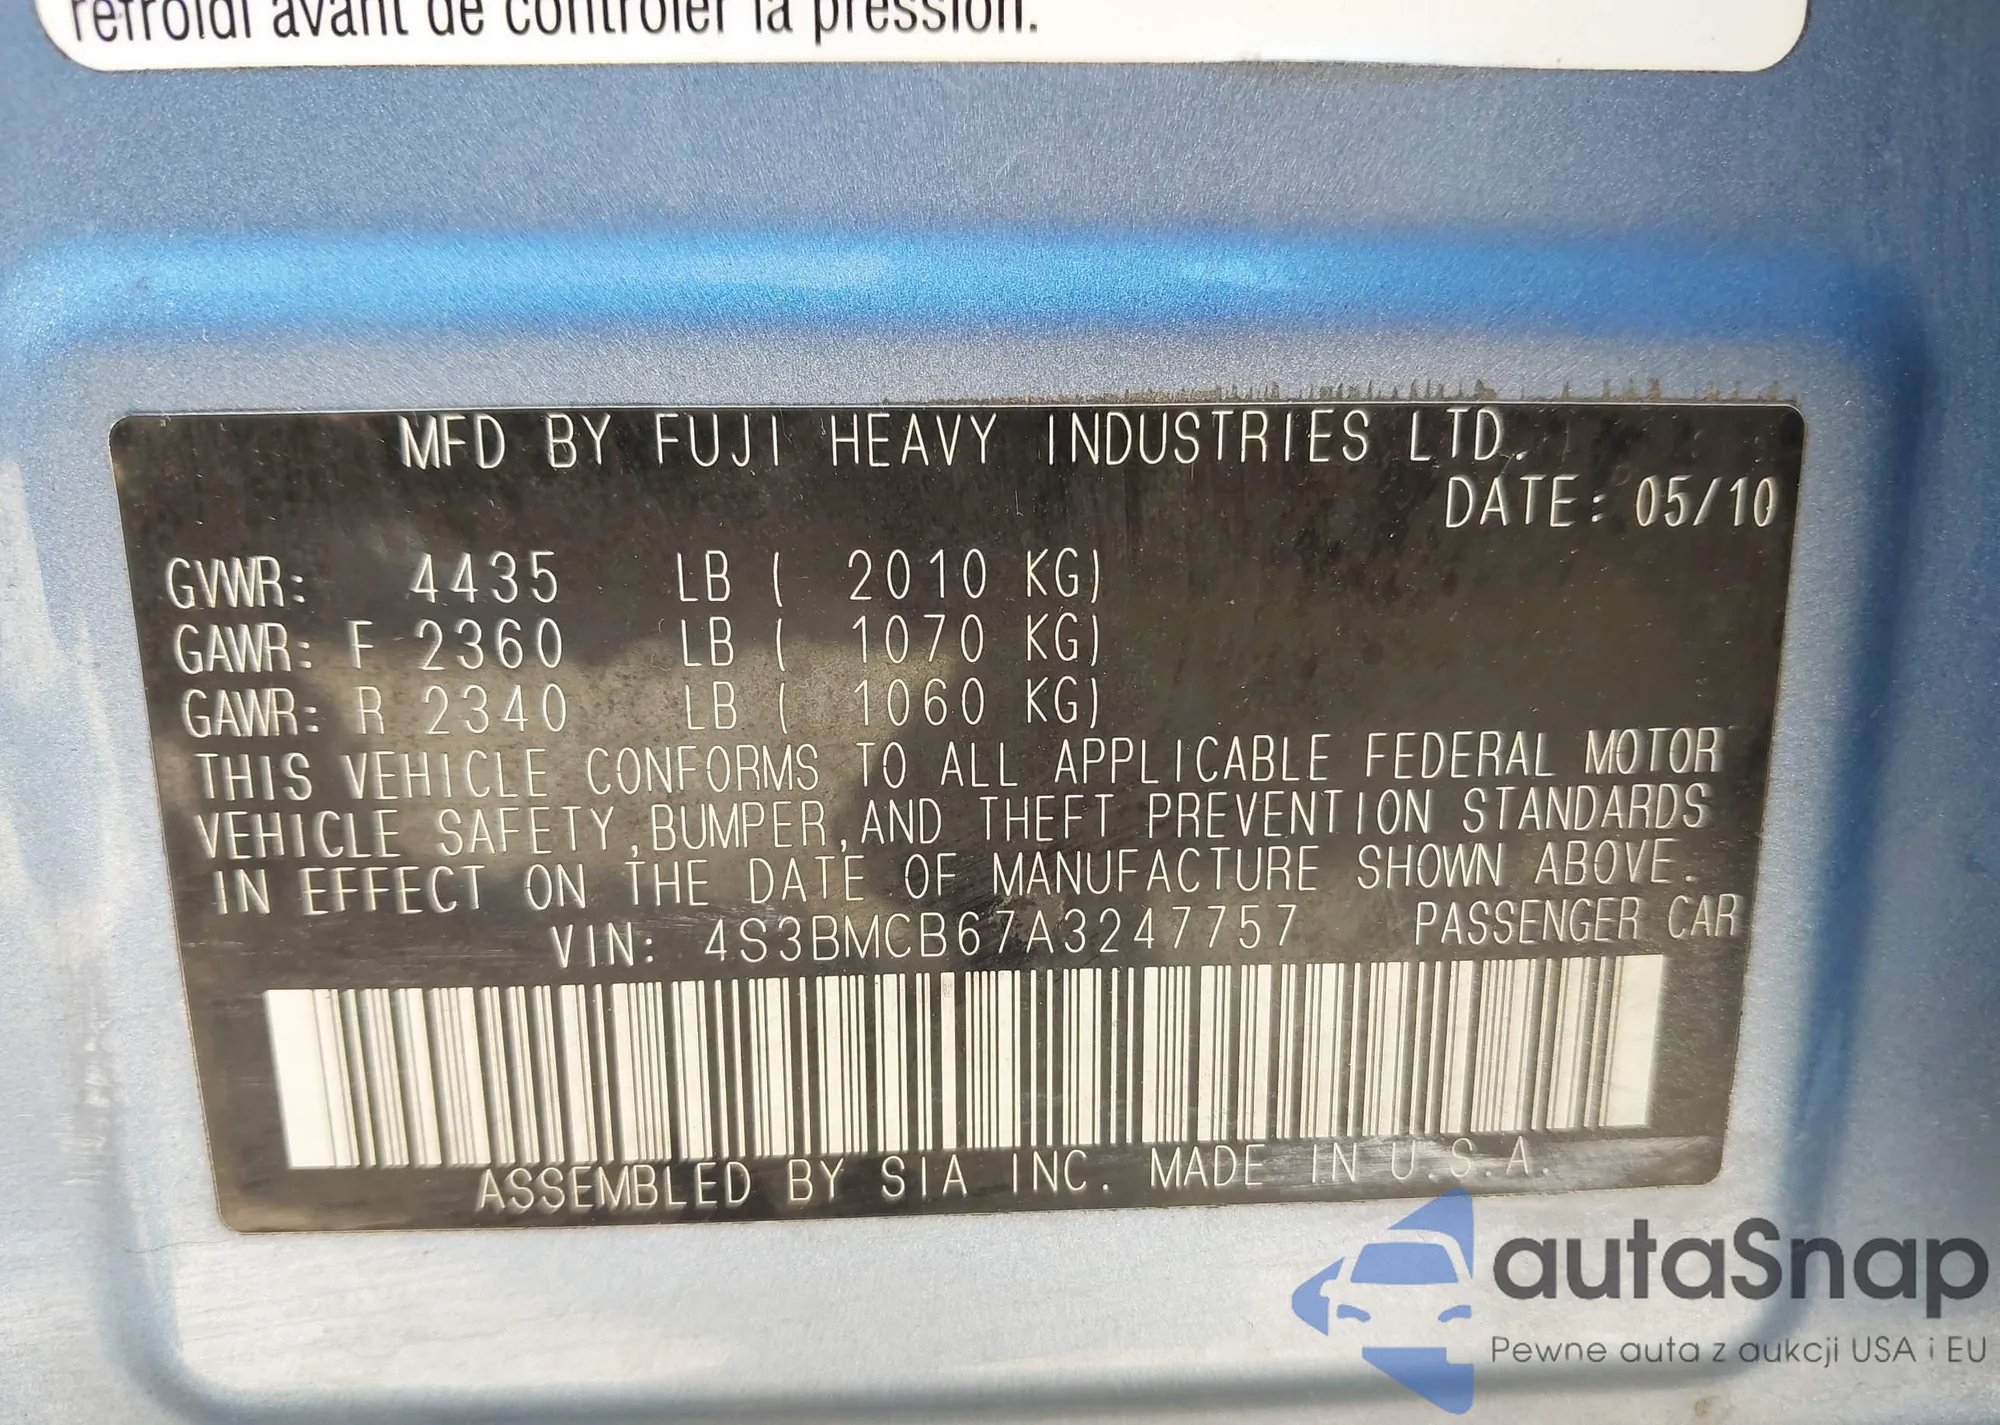 refroidi avant de contrôler la pression.
MFD BY FUJI HEAVY INDUSTRIES LTD.
DATE: 05/10
GVWR: 4435 LB ( 2010 KG)
GAWR: F 2360 LB ( 1070 KG)
GAWR: R 2340 LB ( 1060 KG)
THIS VEHICLE CONFORMS TO ALL APPLICABLE FEDERAL MOTOR
VEHICLE SAFETY,BUMPER,AND THEFT PREVENTION STANDARDS
IN EFFECT ON THE DATE OF MANUFACTURE SHOWN ABOVE.
VIN: 4S3BMCB67A3247757 PASSENGER CAR
ASSEMBLED BY SIA INC. MADE IN U.S.A.
autaSnap
Pewne auta z aukcji USA i EU